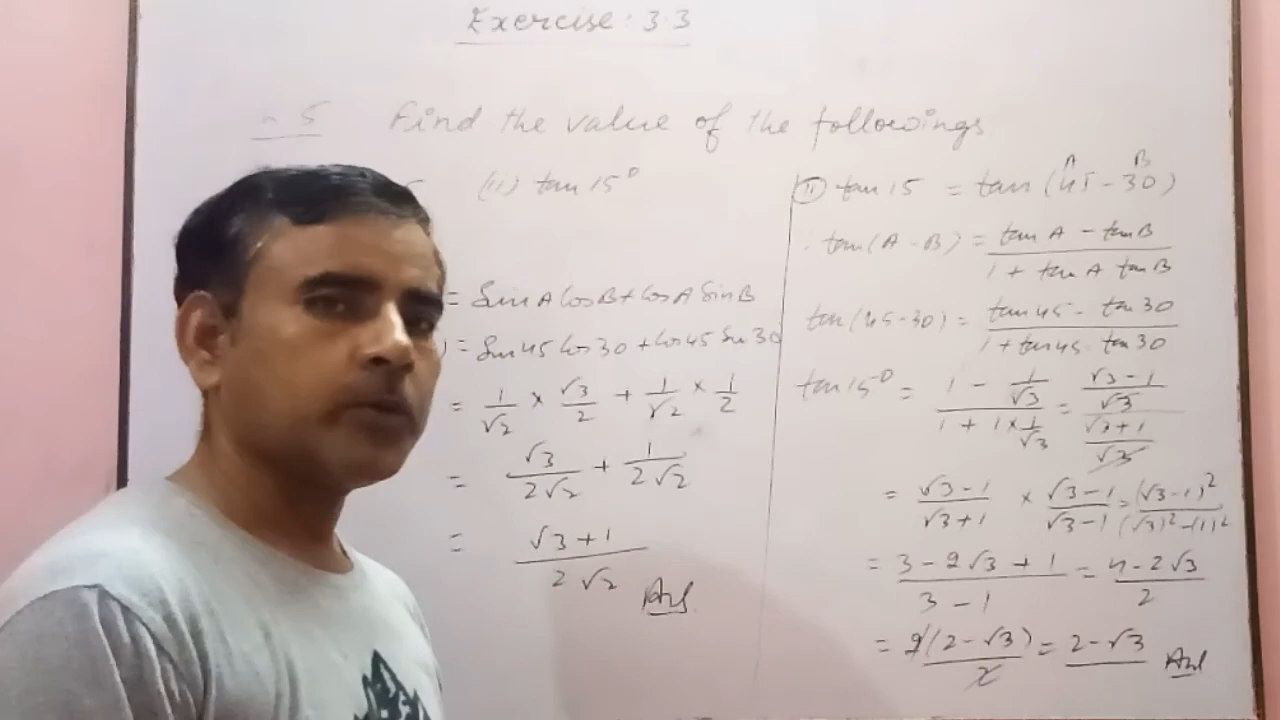 Exercise: 3.3
5 Find the value of the followings
(ii) tan 15°
= Sin A Cos B + Cos A Sin B
) = Sin 45 Cos 30 + Cos 45 Sin 30
= 1/√2 × √3/2 + 1/√2 × 1/2
= √3/2√2 + 1/2√2
= √3+1/2√2 Ans
(ii) tan 15 = tan (45 - 30)
A B
tan(A - B) = tan A - tan B / 1 + tan A tan B
tan(45-30) = tan 45 - tan 30 / 1 + tan 45. tan 30
tan 15° = 1 - 1/√3 / 1 + 1×1/√3 = √3-1/√3 / √3+1/√3
= √3-1/√3+1 × √3-1/√3-1 = (√3-1)²/(√3)²-(1)²
= 3-2√3+1/3-1 = 4-2√3/2
= 2(2-√3)/2 = 2-√3 Ans